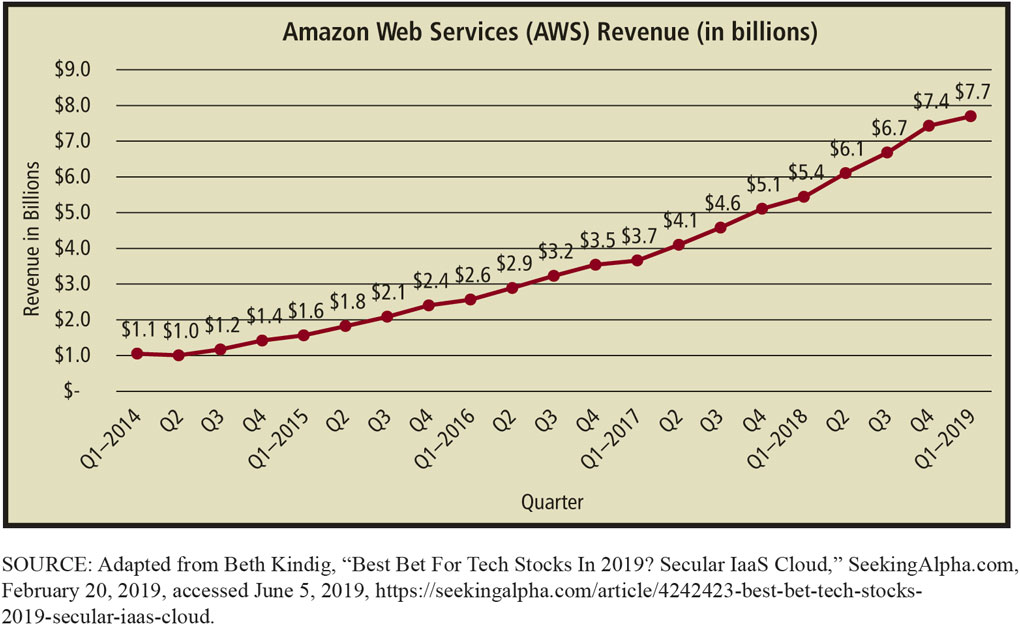 Amazon Web Services (AWS) Revenue (in billions)
$9.0
$8.0
$7.0
$6.0
$5.0
$4.0
$3.0
$2.0
$1.0
$-
Revenue in Billions
$1.1
$1.0
$1.2
$1.4
$1.6
$1.8
$2.1
$2.4
$2.6
$2.9
$3.2
$3.5
$3.7
$4.1
$4.6
$5.1
$5.4
$6.1
$6.7
$7.4
$7.7
Q1–2014
Q2
Q3
Q4
Q1–2015
Q2
Q3
Q4
Q1–2016
Q2
Q3
Q4
Q1–2017
Q2
Q3
Q4
Q1–2018
Q2
Q3
Q4
Q1–2019
Quarter
SOURCE: Adapted from Beth Kindig, “Best Bet For Tech Stocks In 2019? Secular IaaS Cloud,” SeekingAlpha.com,
February 20, 2019, accessed June 5, 2019, https://seekingalpha.com/article/4242423-best-bet-tech-stocks-
2019-secular-iaas-cloud.